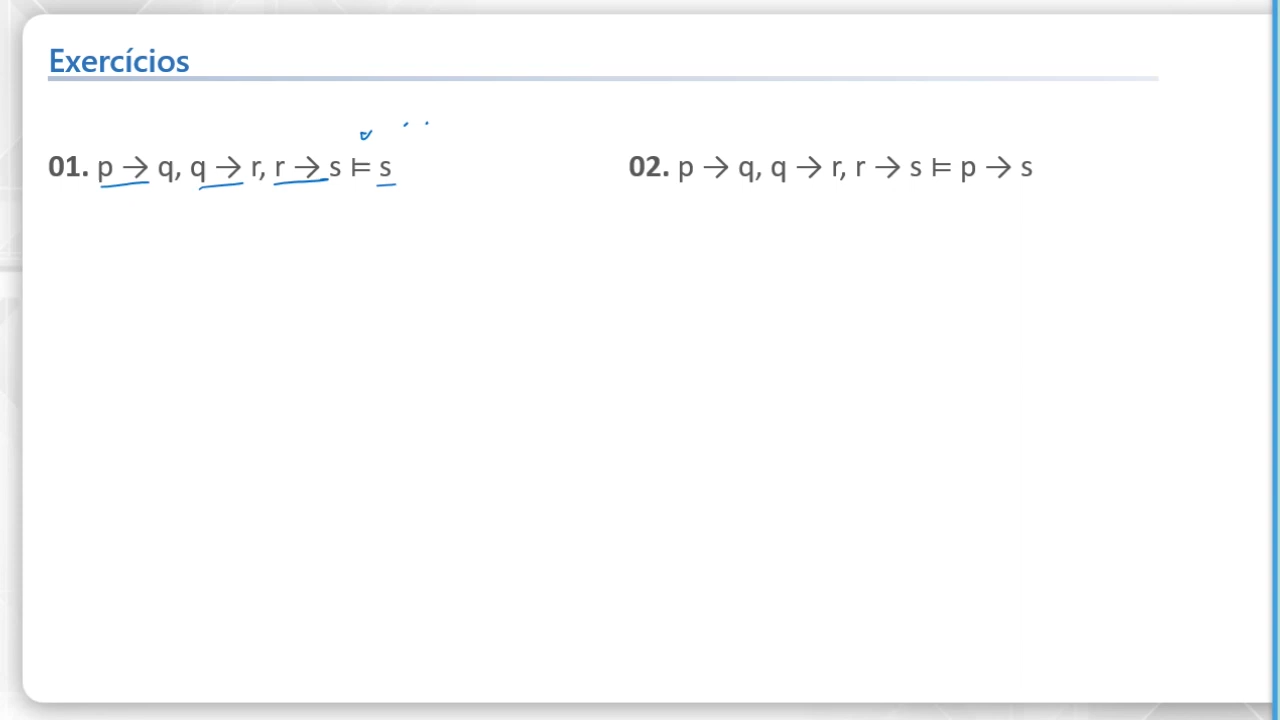 Exercícios
01. p → q, q → r, r → s ⊨ s
02. p → q, q → r, r → s ⊨ p → s